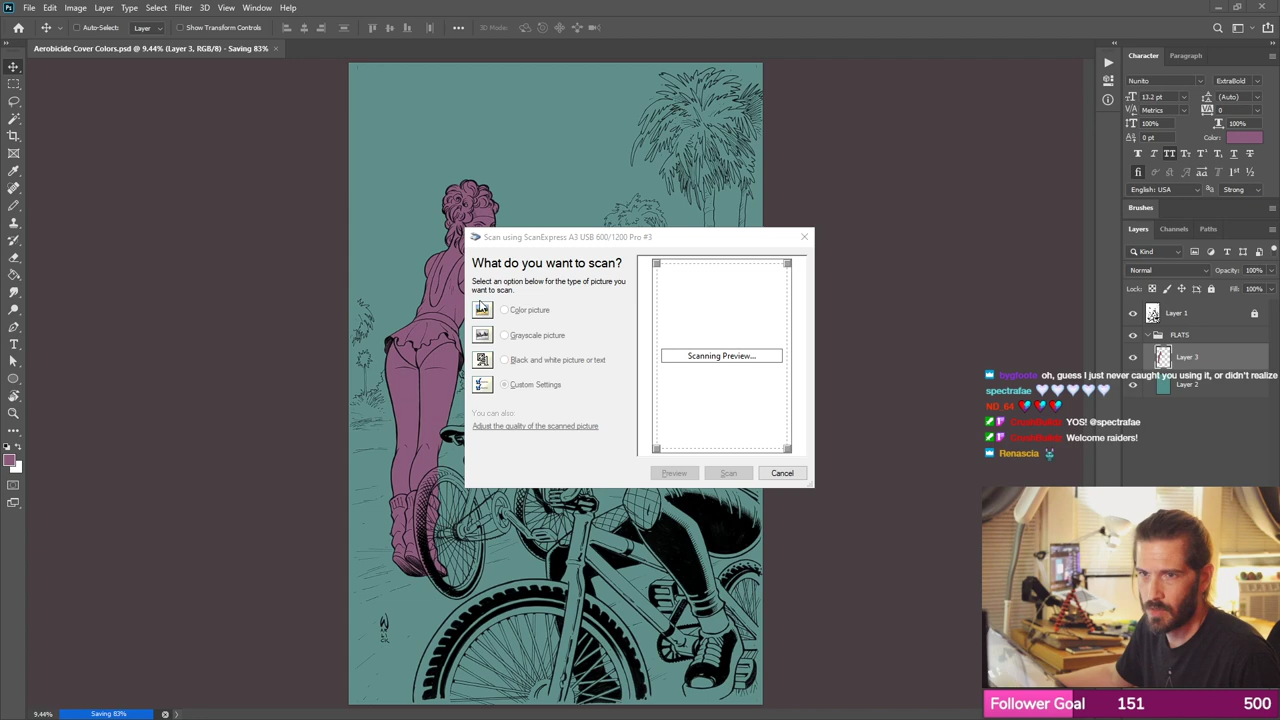 Ps File Edit Image Layer Type Select Filter 3D View Window Help
Auto-Select: Layer Show Transform Controls 3D Mode:
Aerobicide Cover Colors.psd @ 9.44% (Layer 3, RGB/8) - Saving 83% ×
Character Paragraph
Nunito ExtraBold
13.2 pt (Auto)
Metrics 0
100% 100%
0 pt Color:
English: USA Strong
Brushes
Layers Channels Paths
Kind
Normal Opacity: 100%
Lock: Fill: 100%
Layer 1
FLATS
Layer 3
Layer 2
Scan using ScanExpress A3 USB 600/1200 Pro #3
What do you want to scan?
Select an option below for the type of picture you
want to scan.
Color picture
Grayscale picture
Black and white picture or text
Custom Settings
You can also:
Adjust the quality of the scanned picture
Scanning Preview...
Preview Scan Cancel
bygfoote oh, guess I just never caught you using it, or didn't realize
spectrafae
ND_64
YOS! @spectrafae
Welcome raiders!
Renascia
Follower Goal 151 500
9.44% Saving 83%